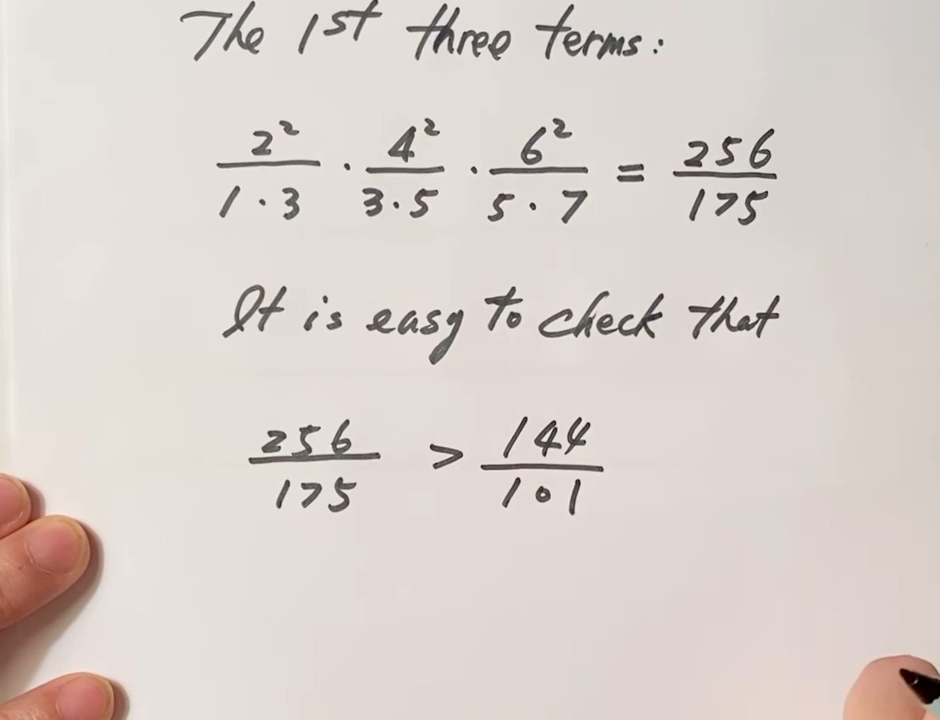 The 1st three terms:
2²/1·3 · 4²/3·5 · 6²/5·7 = 256/175
It is easy to check that
256/175 > 144/101